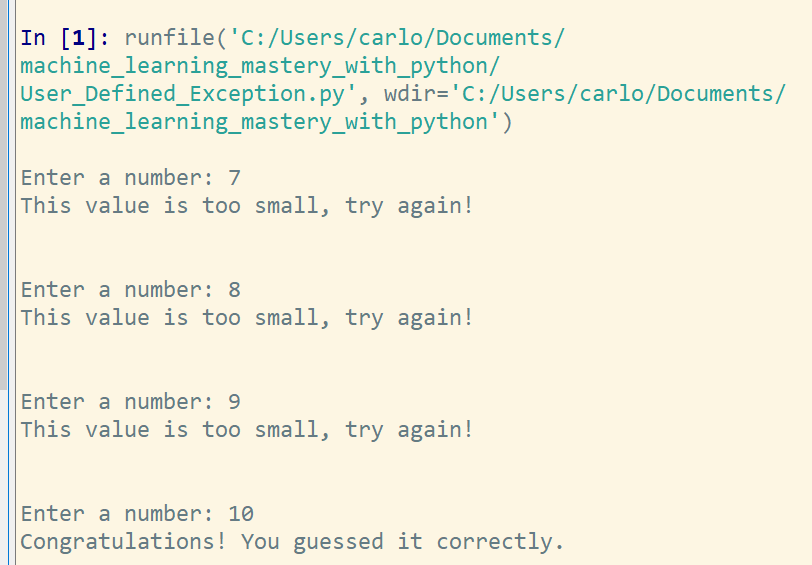 In [1]: runfile('C:/Users/carlo/Documents/
machine_learning_mastery_with_python/
User_Defined_Exception.py', wdir='C:/Users/carlo/Documents/
machine_learning_mastery_with_python')
Enter a number: 7
This value is too small, try again!
Enter a number: 8
This value is too small, try again!
Enter a number: 9
This value is too small, try again!
Enter a number: 10
Congratulations! You guessed it correctly.